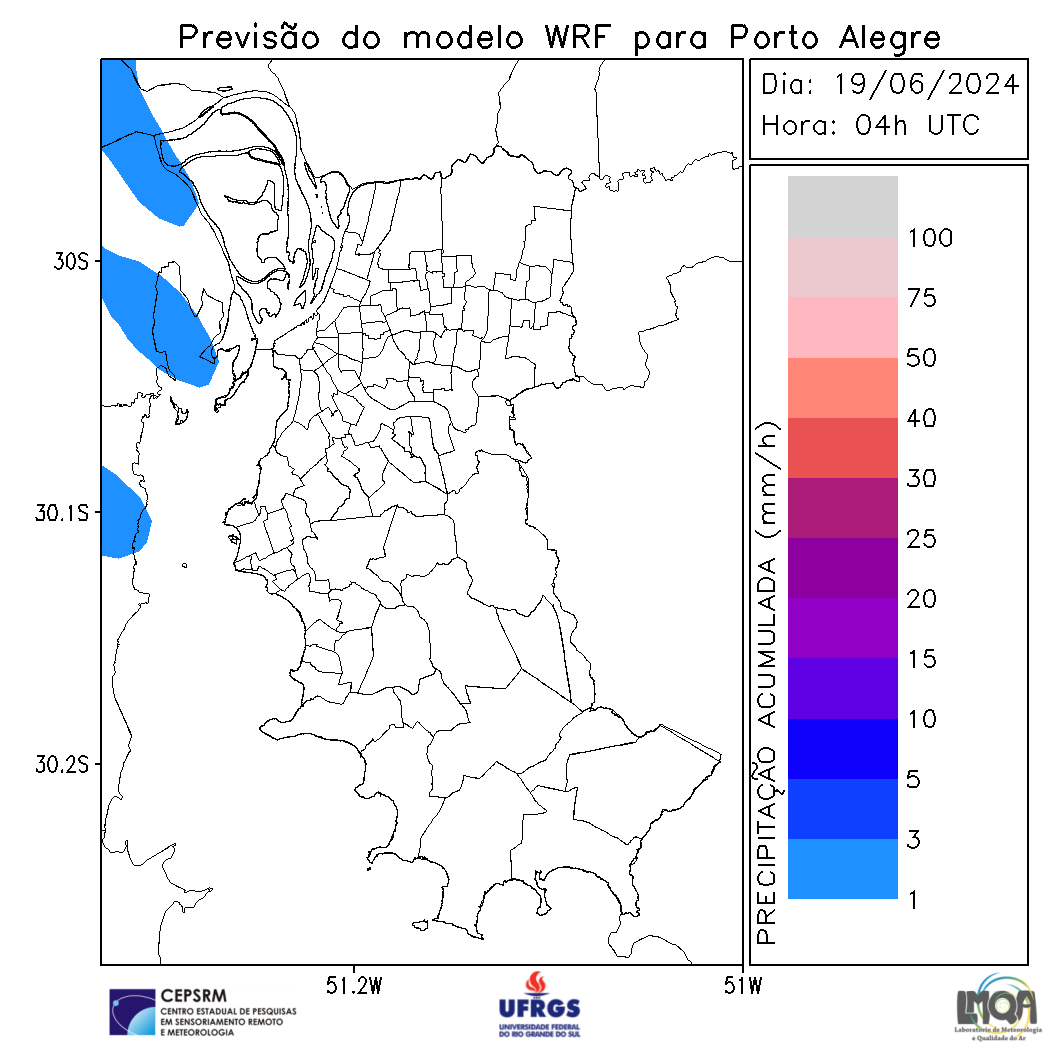 Previsão do modelo WRF para Porto Alegre
Dia: 19/06/2024
Hora: 04h UTC
30S
30.1S
30.2S
51.2W
51W
PRECIPITAÇÃO ACUMULADA (mm/h)
100
75
50
40
30
25
20
15
10
5
3
1
CEPSRM
CENTRO ESTADUAL DE PESQUISAS
EM SENSORIAMENTO REMOTO
E METEOROLOGIA
UFRGS
UNIVERSIDADE FEDERAL
DO RIO GRANDE DO SUL
LMQA
Laboratório de Meteorologia
e Qualidade do Ar